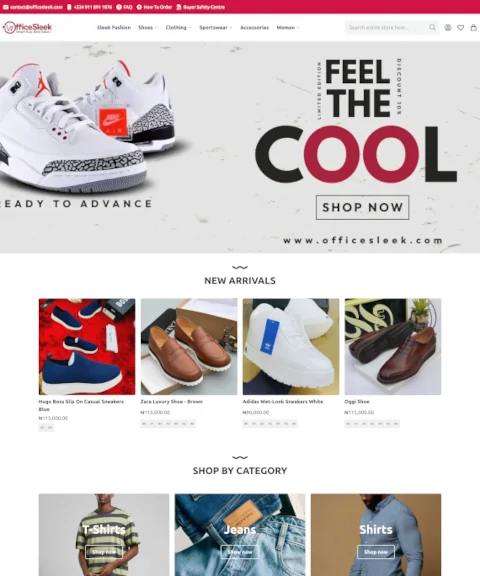 contact@officesleek.com +234 911 891 1876 FAQ How To Order Buyer Safety Centre
OfficeSleek
Sleek Fashion Shoes Clothing Sportswear Accessories Women
Search entire store here...
LIMITED EDITION
FEEL
THE
DISCOUNT 10%
COOL
READY TO ADVANCE
SHOP NOW
www.officesleek.com
NEW ARRIVALS
Hugo Boss Slip On Casual Sneakers
Blue
₦115,000.00
Zara Luxury Shoe - Brown
₦115,000.00
Adidas Wet-Look Sneakers White
₦80,000.00
Oggi Shoe
₦115,000.00
SHOP BY CATEGORY
T-Shirts
Shop now
Jeans
Shop now
Shirts
Shop now